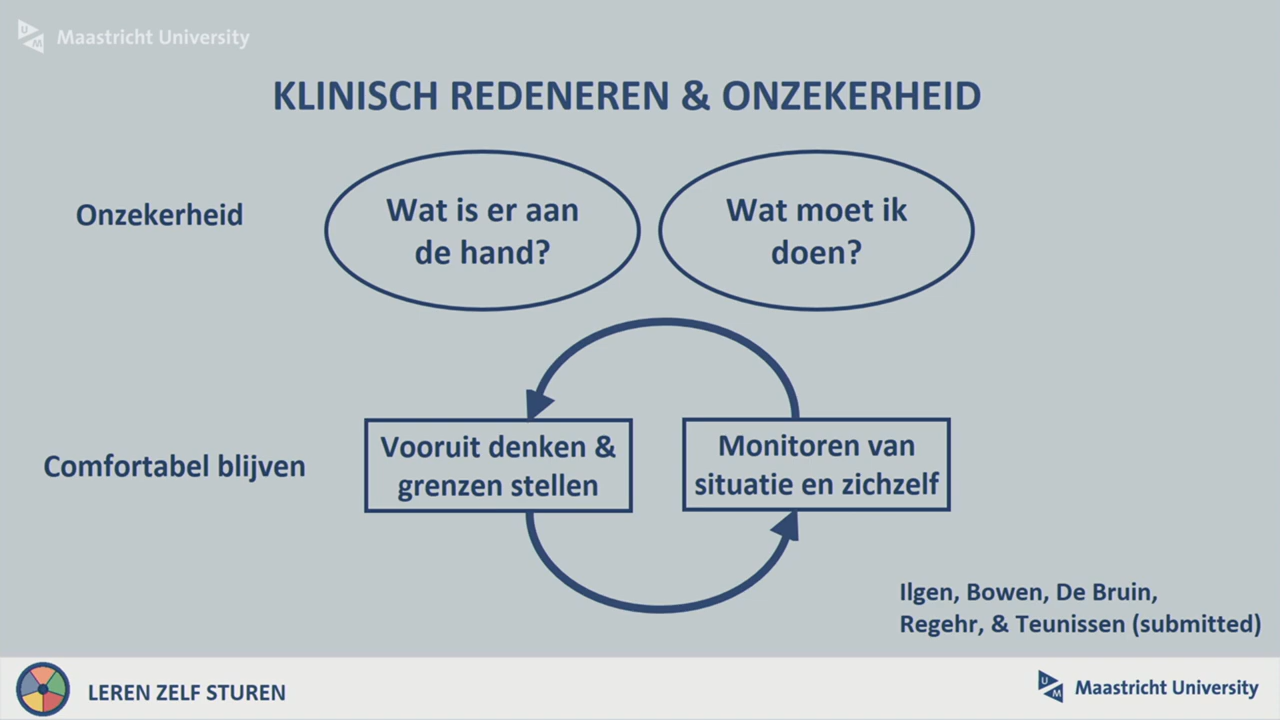 Maastricht University
KLINISCH REDENEREN & ONZEKERHEID
Onzekerheid
Wat is er aan
de hand?
Wat moet ik
doen?
Comfortabel blijven
Vooruit denken &
grenzen stellen
Monitoren van
situatie en zichzelf
Ilgen, Bowen, De Bruin,
Regehr, & Teunissen (submitted)
LEREN ZELF STUREN
Maastricht University